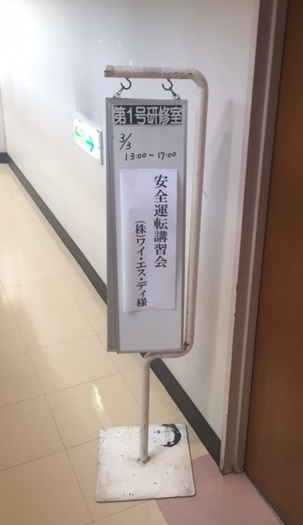 第1号研修室
3/3
13:00～17:00
安全運転講習会
(株)ワイ・エス・ディ様